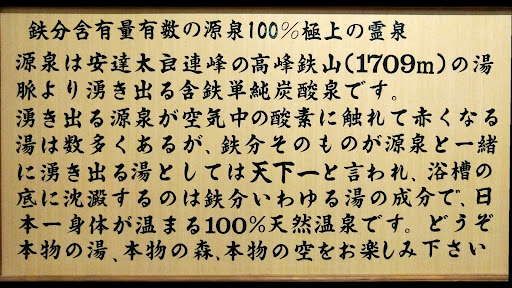 鉄分含有量有数の源泉100%極上の霊泉
源泉は安達太良連峰の高峰鉄山(1709m)の湯
脈より湧き出る含鉄単純炭酸泉です。
湧き出る源泉が空気中の酸素に触れて赤くなる
湯は数多くあるが、鉄分そのものが源泉と一緒
に湧き出る湯としては天下一と言われ、浴槽の
底に沈澱するのは鉄分いわゆる湯の成分で、日
本一身体が温まる100%天然温泉です。どうぞ
本物の湯、本物の森、本物の空をお楽しみ下さい